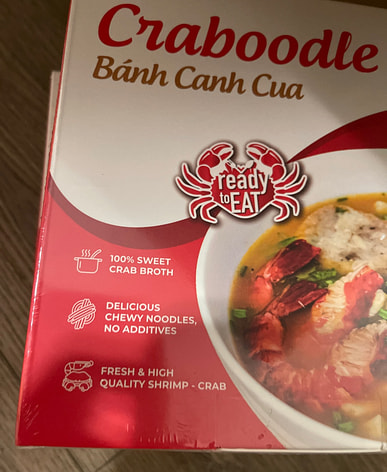 Craboodle
Bánh Canh Cua
ready
to EAT
100% SWEET
CRAB BROTH
DELICIOUS
CHEWY NOODLES,
NO ADDITIVES
FRESH & HIGH
QUALITY SHRIMP - CRAB